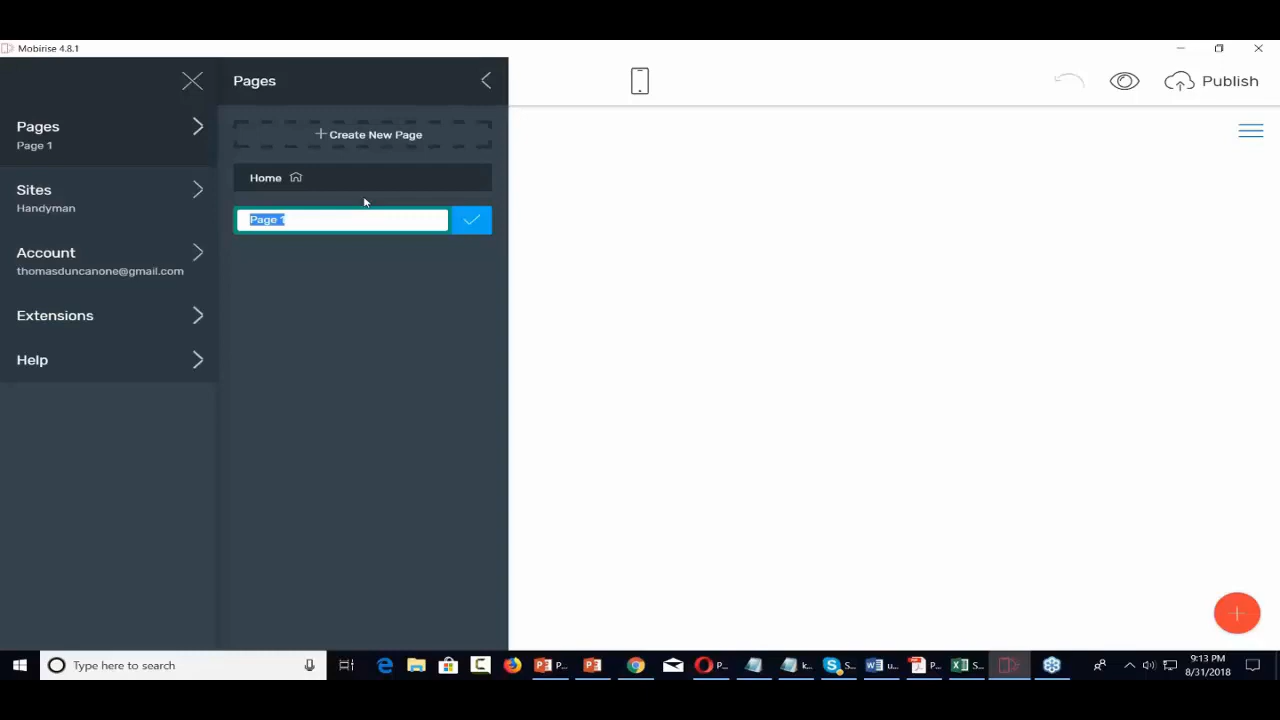 Mobirise 4.8.1
Pages
Publish
Pages
Page 1
Create New Page
Home
Sites
Handyman
Page 1
Account
thomasduncanone@gmail.com
Extensions
Help
Type here to search
P...
P...
k...
S...
u...
P...
S...
9:13 PM
8/31/2018